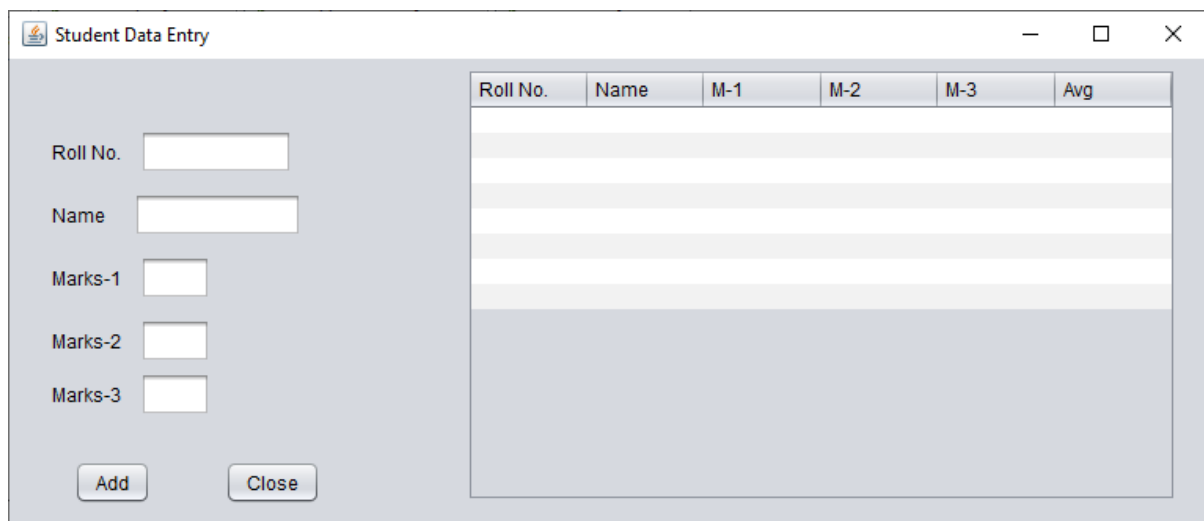 Student Data Entry
Roll No. Name M-1 M-2 M-3 Avg
Roll No.
Name
Marks-1
Marks-2
Marks-3
Add Close